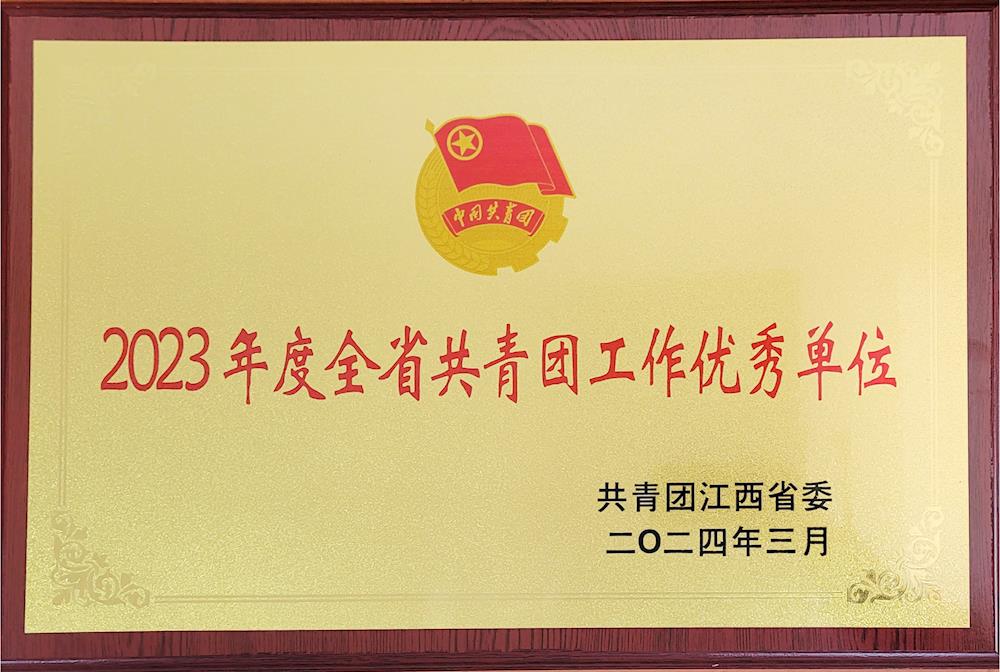 中国共青团
2023年度全省共青团工作优秀单位
共青团江西省委
二O二四年三月